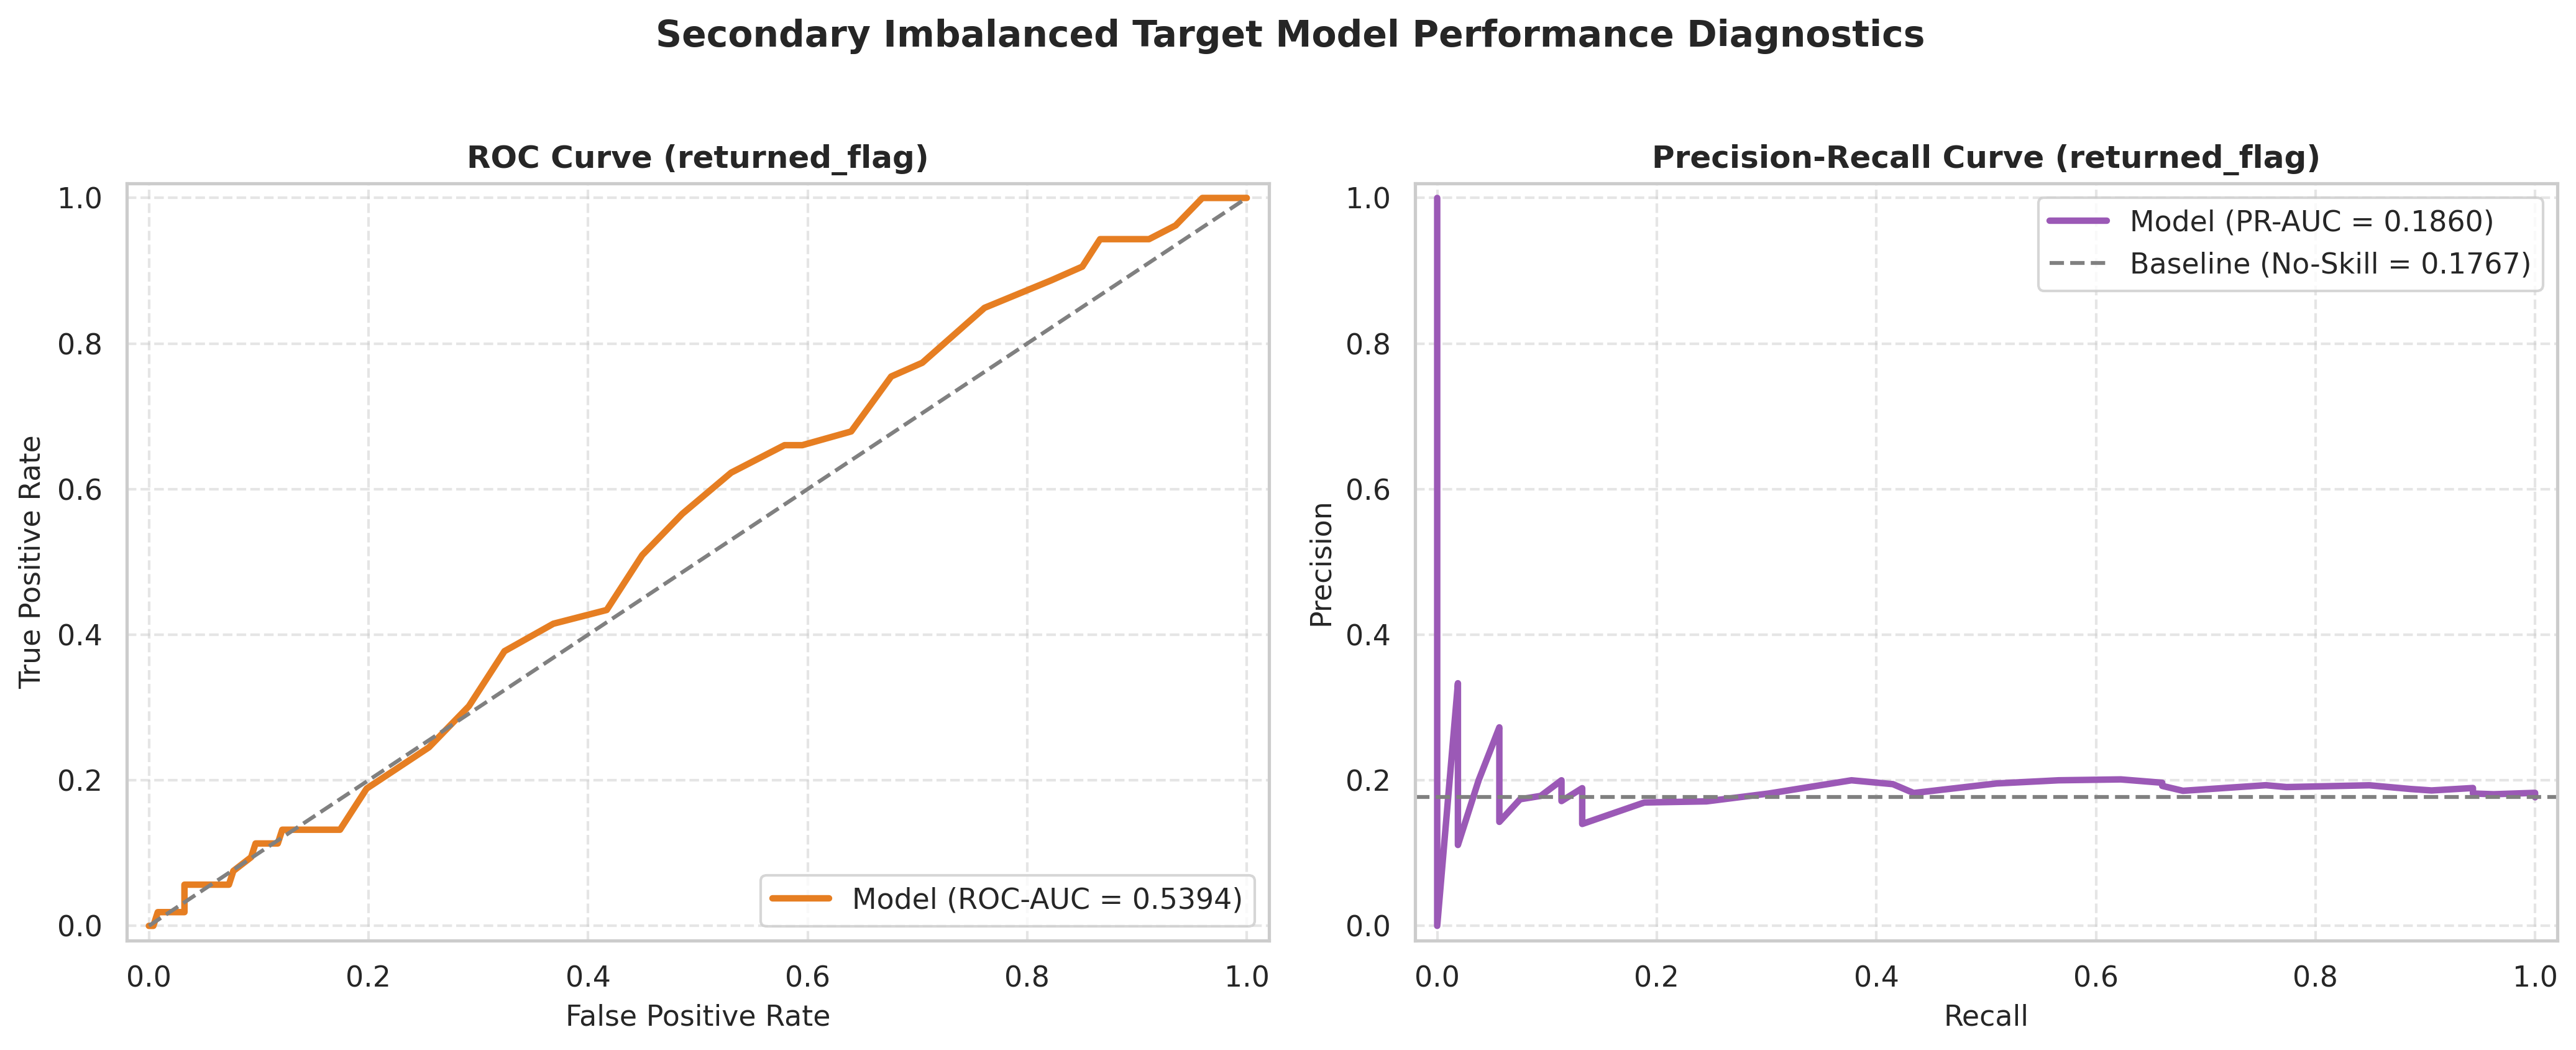 Secondary Imbalanced Target Model Performance Diagnostics
ROC Curve (returned_flag)
True Positive Rate
1.0
0.8
0.6
0.4
0.2
0.0
Model (ROC-AUC = 0.5394)
0.0 0.2 0.4 0.6 0.8 1.0
False Positive Rate
Precision-Recall Curve (returned_flag)
Precision
1.0
0.8
0.6
0.4
0.2
0.0
Model (PR-AUC = 0.1860)
Baseline (No-Skill = 0.1767)
0.0 0.2 0.4 0.6 0.8 1.0
Recall